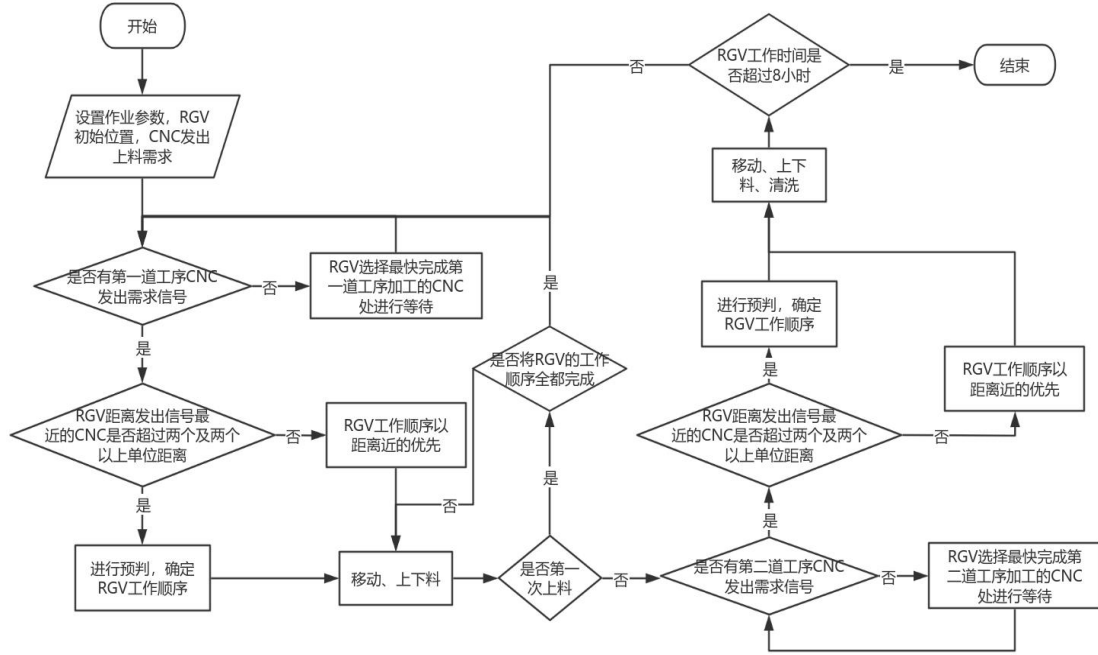 开始
设置作业参数，RGV
初始位置，CNC发出
上料需求
是否有第一道工序CNC
发出需求信号
否
RGV选择最快完成第
一道工序加工的CNC
处进行等待
是
RGV距离发出信号最
近的CNC是否超过两个及两个
以上单位距离
否
RGV工作顺序以
距离近的优先
是
进行预判，确定
RGV工作顺序
移动、上下料
是否第一
次上料
是
是否将RGV的工作
顺序全都完成
否
是
否
是否有第二道工序CNC
发出需求信号
否
RGV选择最快完成第
二道工序加工的CNC
处进行等待
是
RGV距离发出信号最
近的CNC是否超过两个及两个
以上单位距离
否
RGV工作顺序以
距离近的优先
是
进行预判，确定
RGV工作顺序
移动、上下
料、清洗
RGV工作时间是
否超过8小时
否
是
结束